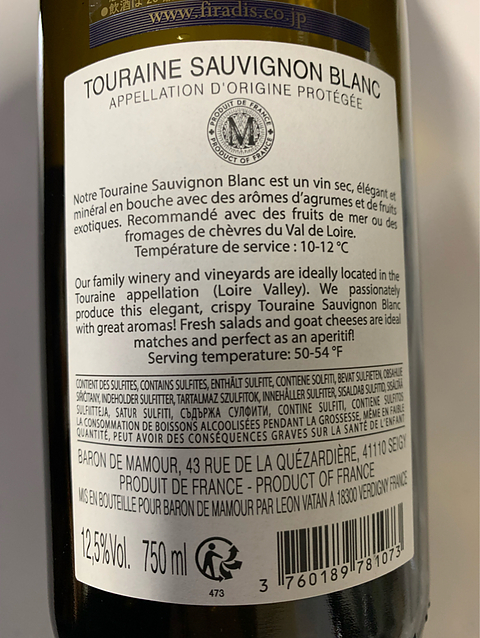 www.firadis.co.jp
TOURAINE SAUVIGNON BLANC
APPELLATION D'ORIGINE PROTÉGÉE
PRODUIT DE FRANCE
M
PRODUCT OF FRANCE
Notre Touraine Sauvignon Blanc est un vin sec, élégant et
minéral en bouche avec des arômes d'agrumes et de fruits
exotiques. Recommandé avec des fruits de mer ou des
fromages de chèvres du Val de Loire.
Température de service : 10-12 °C
Our family winery and vineyards are ideally located in the
Touraine appellation (Loire Valley). We passionately
produce this elegant, crispy Touraine Sauvignon Blanc
with great aromas! Fresh salads and goat cheeses are ideal
matches and perfect as an aperitif!
Serving temperature: 50-54 °F
CONTIENT DES SULFITES, CONTAINS SULFITES, ENTHÄLT SULFITE, CONTIENE SOLFITI, BEVAT SULFIETEN,
INDEHOLDER SULFITTER, TARTALMAZ SZULFITOK, INNEHÅLLER SULFITER, SISALDAB SULFITID,
SULFIITTEJA, SATUR SULFITI, СЪДЪРЖА СУЛФИТИ, CONTINE SULFITI, CONTIENE SULFITOS
LA CONSOMMATION DE BOISSONS ALCOOLISÉES PENDANT LA GROSSESSE, MÊME EN FAIBLE
QUANTITÉ, PEUT AVOIR DES CONSÉQUENCES GRAVES SUR LA SANTÉ DE L'ENFANT
BARON DE MAMOUR, 43 RUE DE LA QUÉZARDIÈRE, 41110 SEIGY
PRODUIT DE FRANCE - PRODUCT OF FRANCE
MIS EN BOUTEILLE POUR BARON DE MAMOUR PAR LEON VATAN A 18300 VERDIGNY FRANCE
12,5%Vol. 750 ml
473
3 760189 781073